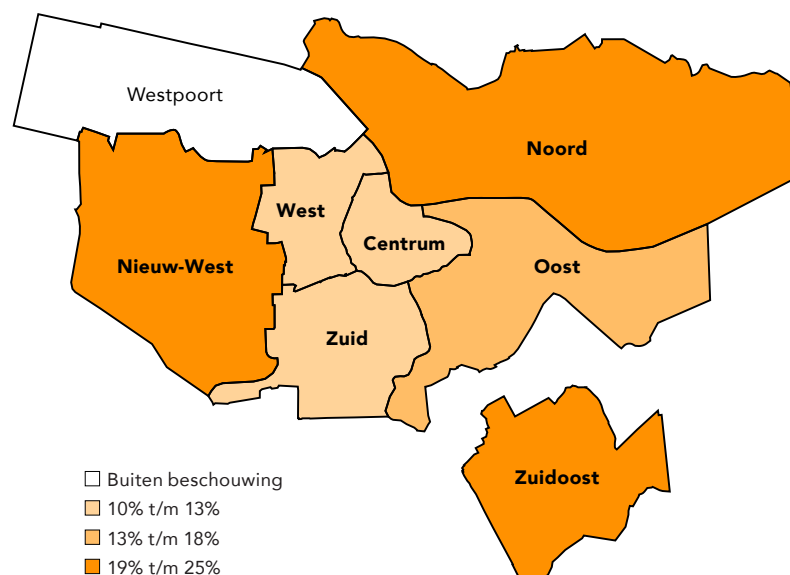 Westpoort
Noord
West
Centrum
Nieuw-West
Oost
Zuid
Zuidoost
Buiten beschouwing
10% t/m 13%
13% t/m 18%
19% t/m 25%